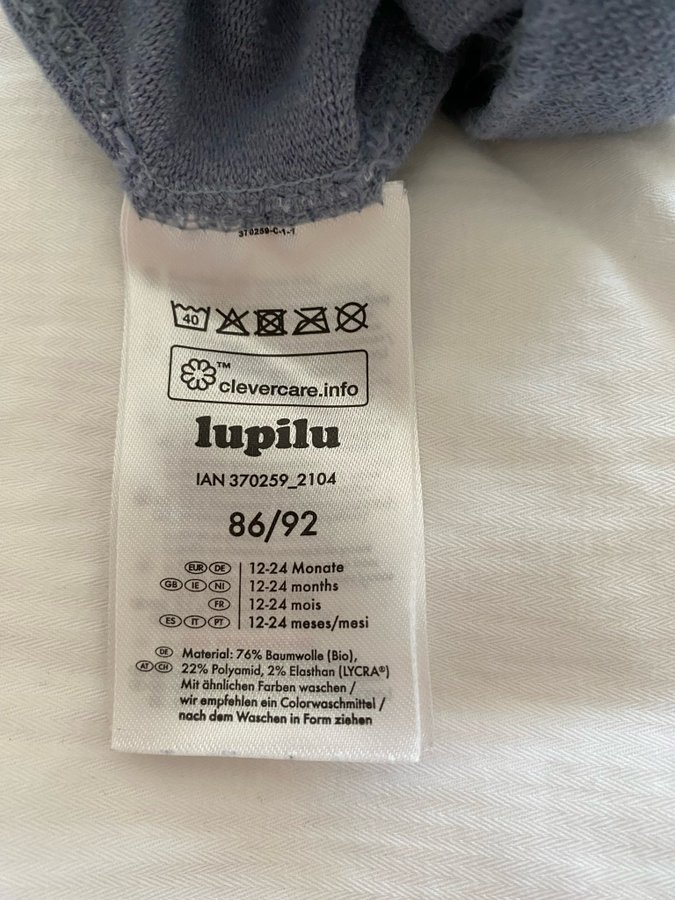 370259-C-1-1
40
™
clevercare.info
lupilu
IAN 370259_2104
86/92
EUR DE 12-24 Monate
GB IE NI 12-24 months
FR 12-24 mois
ES IT PT 12-24 meses/mesi
DE Material: 76% Baumwolle (Bio),
AT CH 22% Polyamid, 2% Elasthan (LYCRA®)
Mit ähnlichen Farben waschen /
wir empfehlen ein Colorwaschmittel /
nach dem Waschen in Form ziehen